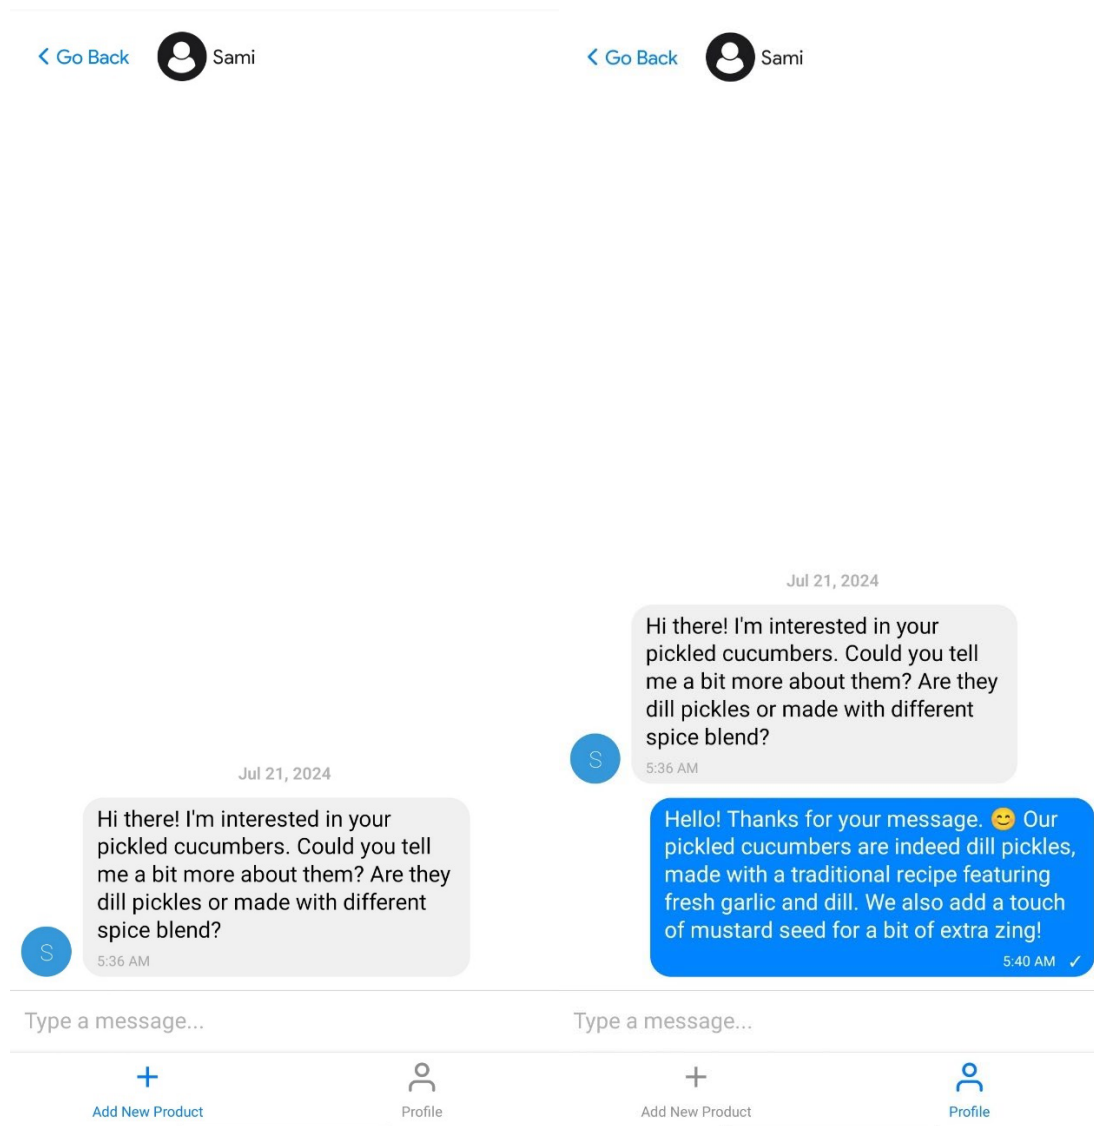 Go Back
Sami
Jul 21, 2024
Hi there! I'm interested in your
pickled cucumbers. Could you tell
me a bit more about them? Are they
dill pickles or made with different
spice blend?
5:36 AM
S
Type a message...
Add New Product
Profile
Go Back
Sami
Jul 21, 2024
Hi there! I'm interested in your
pickled cucumbers. Could you tell
me a bit more about them? Are they
dill pickles or made with different
spice blend?
5:36 AM
S
Hello! Thanks for your message. 😊 Our
pickled cucumbers are indeed dill pickles,
made with a traditional recipe featuring
fresh garlic and dill. We also add a touch
of mustard seed for a bit of extra zing!
5:40 AM ✓
Type a message...
Add New Product
Profile